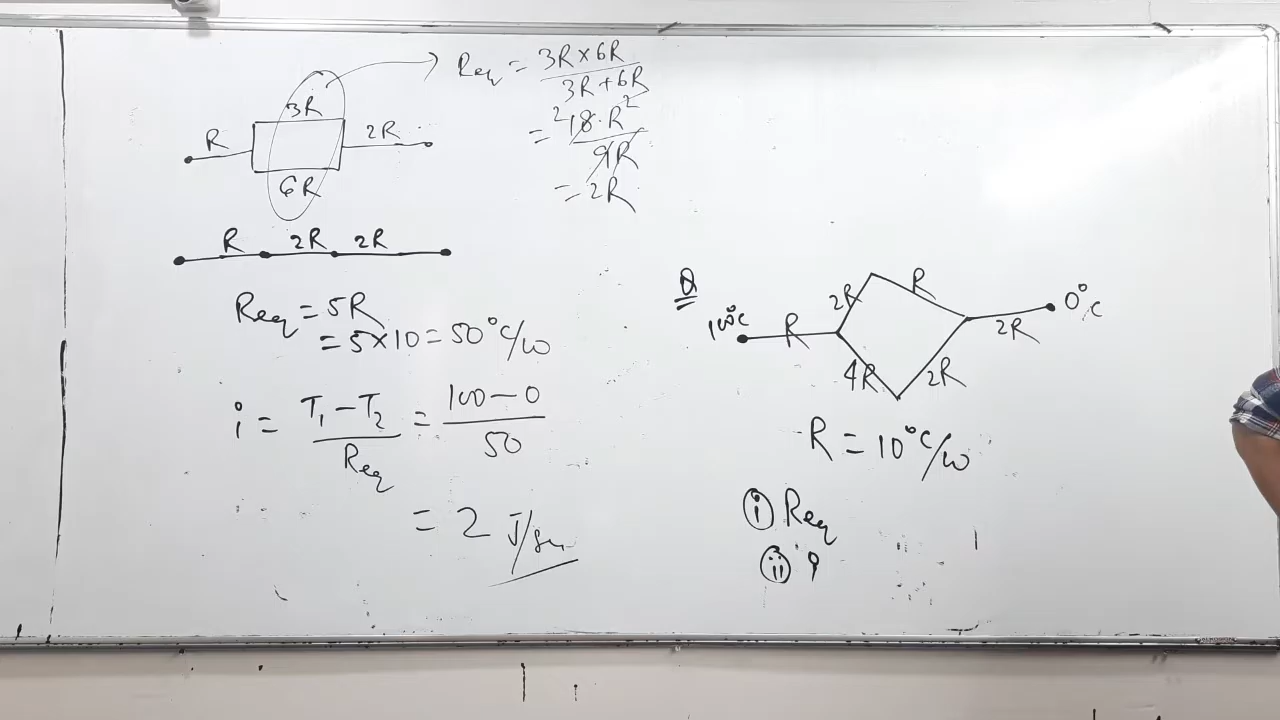 Req = 3R×6R / 3R+6R
= 2 18·R² / 9R
= 2R
3R
R
2R
6R
R 2R 2R
Req = 5R
= 5×10 = 50°C/w
i = T₁ – T₂ / Req = 100 – 0 / 50
= 2 J/sec
Q
2R R
100°C R 2R 0°C
4R 2R
R = 10°C/w
(i) Req
(ii) i